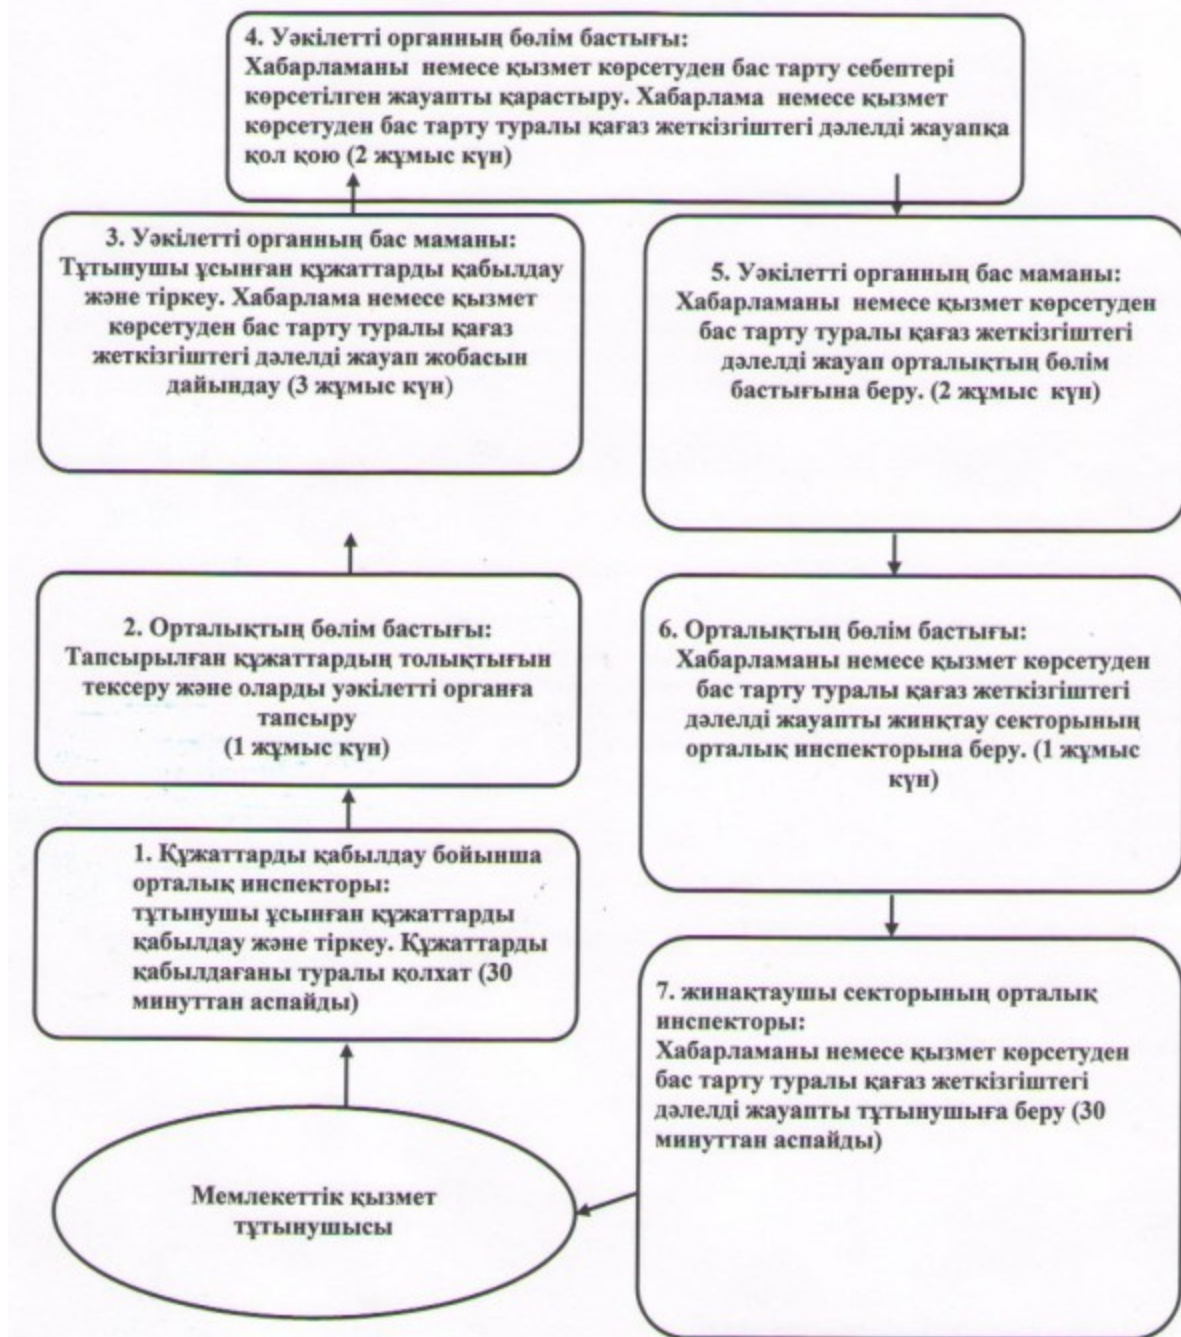 4. Уәкілетті органның бөлім бастығы:
Хабарламаны немесе қызмет көрсетуден бас тарту себептері
көрсетілген жауапты қарастыру. Хабарлама немесе қызмет
көрсетуден бас тарту туралы қағаз жеткізгіштегі дәлелді жауапқа
қол қою (2 жұмыс күн)
3. Уәкілетті органның бас маманы:
Тұтынушы ұсынған құжаттарды қабылдау
және тіркеу. Хабарлама немесе қызмет
көрсетуден бас тарту туралы қағаз
жеткізгіштегі дәлелді жауап жобасын
дайындау (3 жұмыс күн)
5. Уәкілетті органның бас маманы:
Хабарламаны немесе қызмет көрсетуден
бас тарту туралы қағаз жеткізгіштегі
дәлелді жауап орталықтың бөлім
бастығына беру. (2 жұмыс күн)
2. Орталықтың бөлім бастығы:
Тапсырылған құжаттардың толықтығын
тексеру және оларды уәкілетті органға
тапсыру
(1 жұмыс күн)
6. Орталықтың бөлім бастығы:
Хабарламаны немесе қызмет көрсетуден
бас тарту туралы қағаз жеткізгіштегі
дәлелді жауапты жинқтау секторының
орталық инспекторына беру. (1 жұмыс
күн)
1. Құжаттарды қабылдау бойынша
орталық инспекторы:
тұтынушы ұсынған құжаттарды
қабылдау және тіркеу. Құжаттарды
қабылдағаны туралы қолхат (30
минуттан аспайды)
7. жинақтаушы секторының орталық
инспекторы:
Хабарламаны немесе қызмет көрсетуден
бас тарту туралы қағаз жеткізгіштегі
дәлелді жауапты тұтынушыға беру (30
минуттан аспайды)
Мемлекеттік қызмет
тұтынушысы